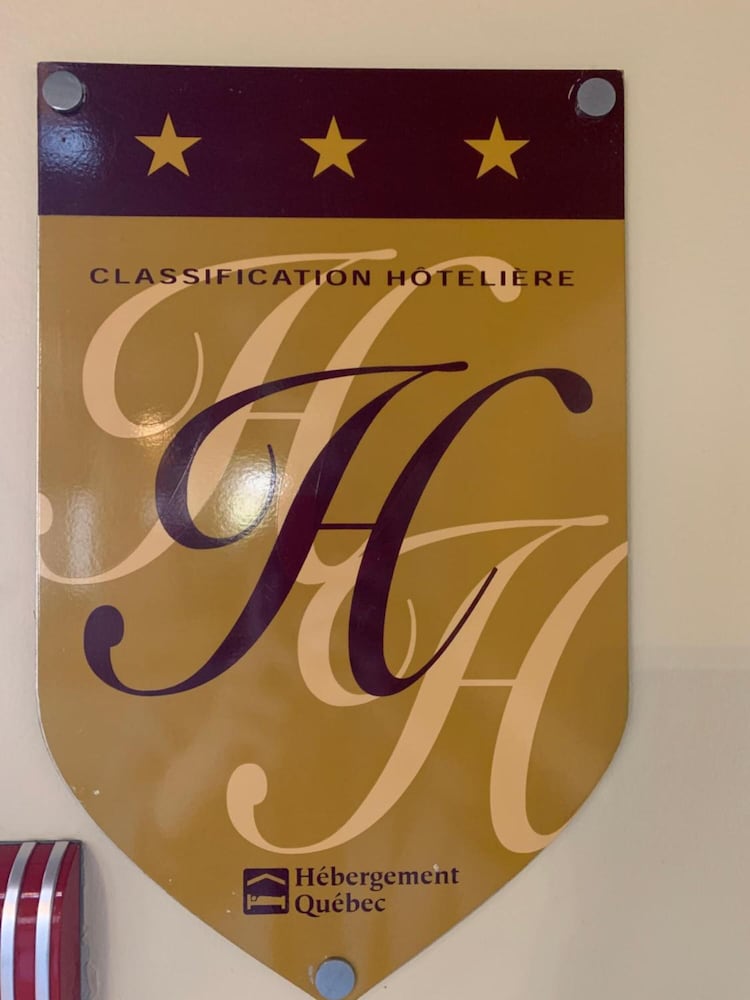 CLASSIFICATION HÔTELIÈRE
H
H
H
Hébergement
Québec